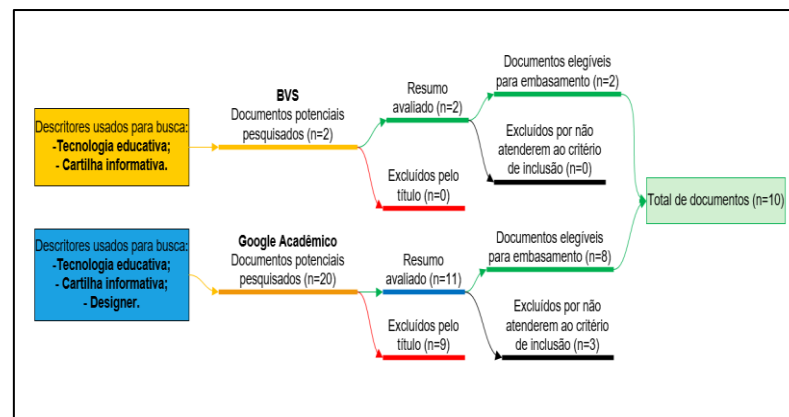 Descritores usados para busca:
-Tecnologia educativa;
- Cartilha informativa.
BVS
Documentos potenciais
pesquisados (n=2)
Resumo
avaliado (n=2)
Excluídos pelo
título (n=0)
Documentos elegíveis
para embasamento (n=2)
Excluídos por não
atenderem ao critério
de inclusão (n=0)
Descritores usados para busca:
-Tecnologia educativa;
- Cartilha informativa;
- Designer.
Google Acadêmico
Documentos potenciais
pesquisados (n=20)
Resumo
avaliado (n=11)
Excluídos pelo
título (n=9)
Documentos elegíveis
para embasamento (n=8)
Excluídos por não
atenderem ao critério
de inclusão (n=3)
Total de documentos (n=10)